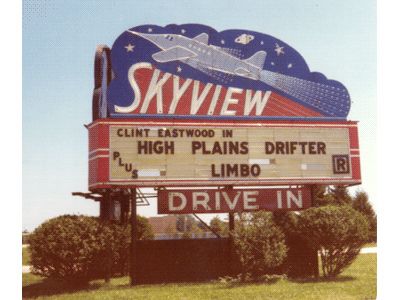 SKYVIEW
CLINT EASTWOOD IN
HIGH PLAINS DRIFTER
PLUS LIMBO R
DRIVE IN